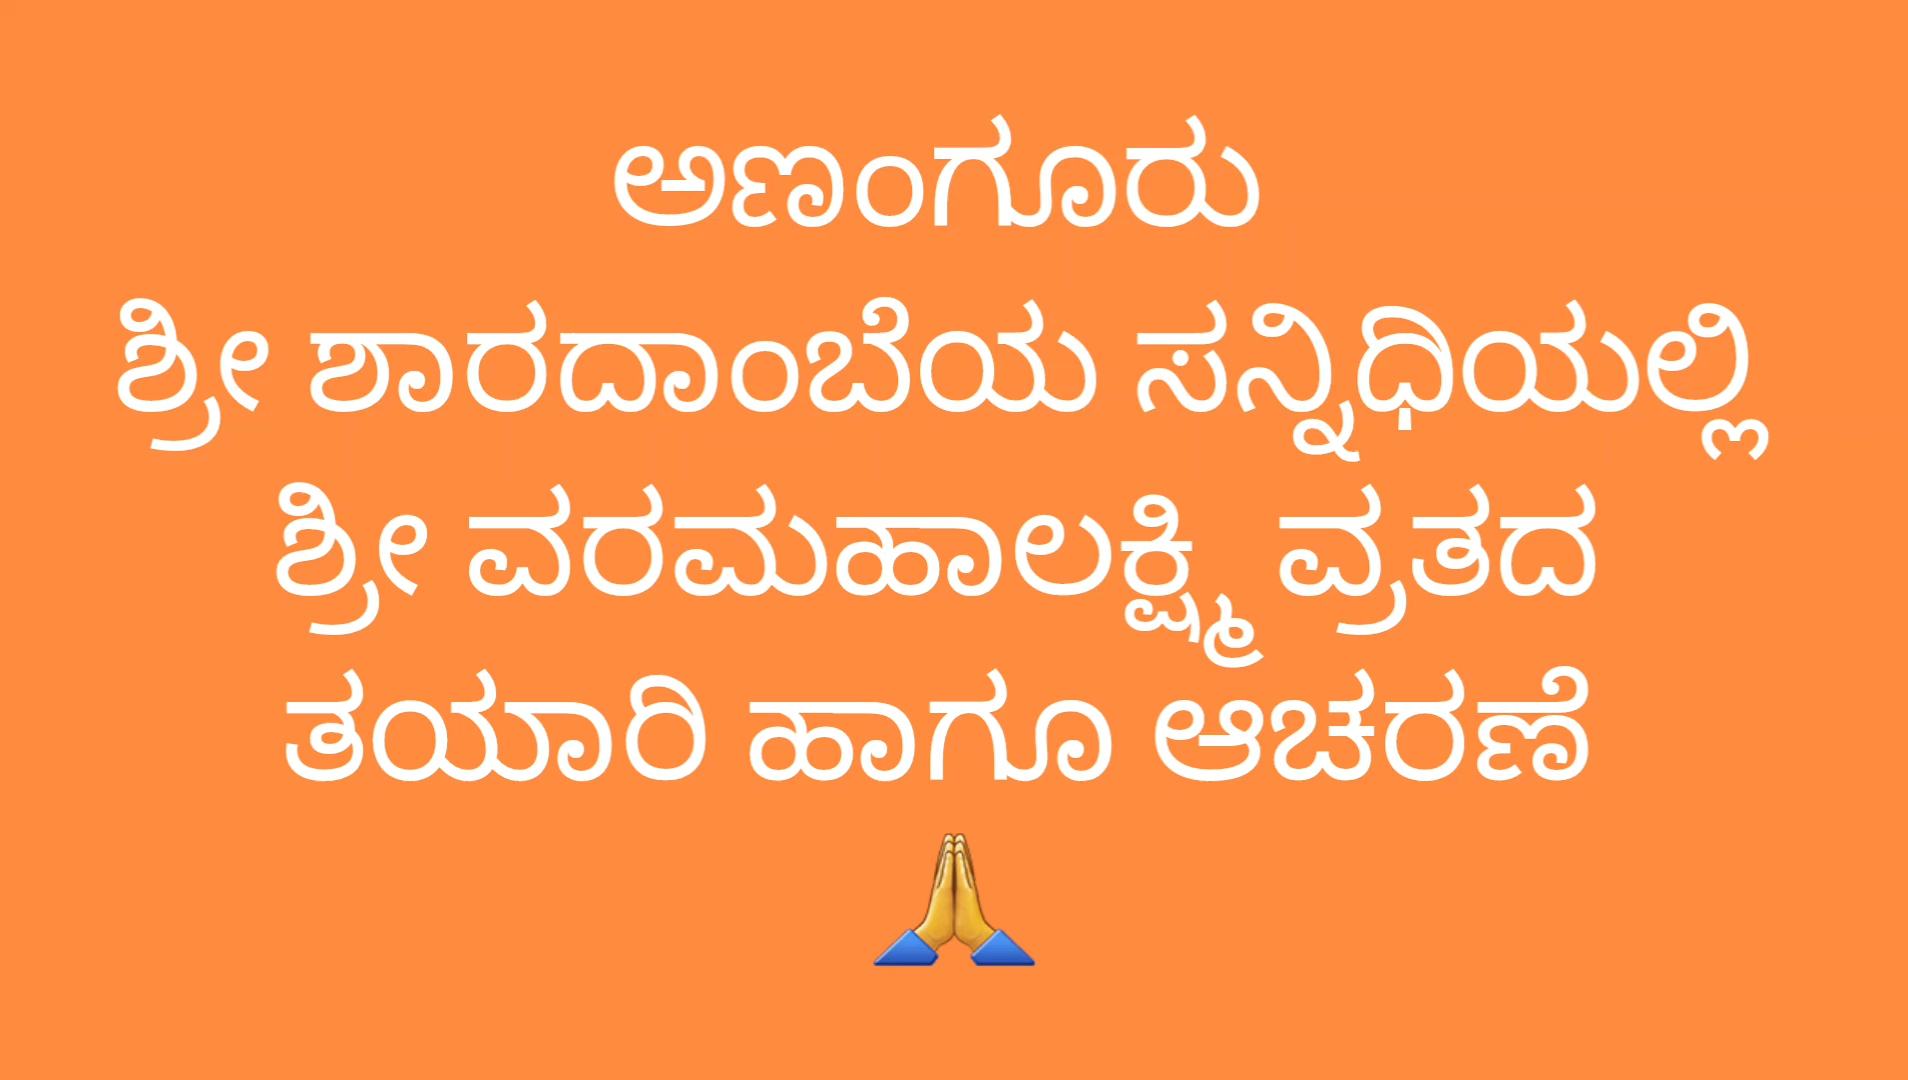 ಅಣಂಗೂರು
ಶ್ರೀ ಶಾರದಾಂಬೆಯ ಸನ್ನಿಧಿಯಲ್ಲಿ
ಶ್ರೀ ವರಮಹಾಲಕ್ಷ್ಮಿ ವ್ರತದ
ತಯಾರಿ ಹಾಗೂ ಆಚರಣೆ
🙏